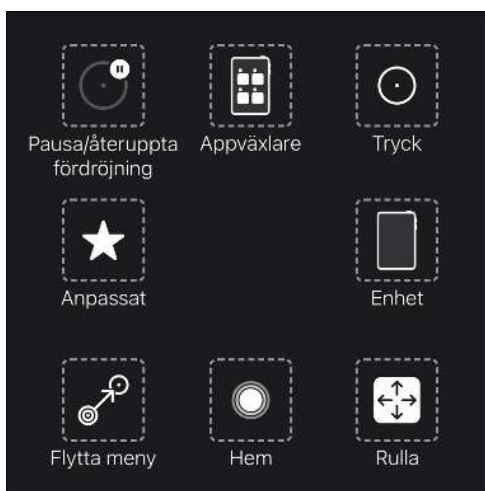 Pausa/återuppta
fördröjning
Appväxlare
Tryck
Anpassat
Enhet
Flytta meny
Hem
Rulla